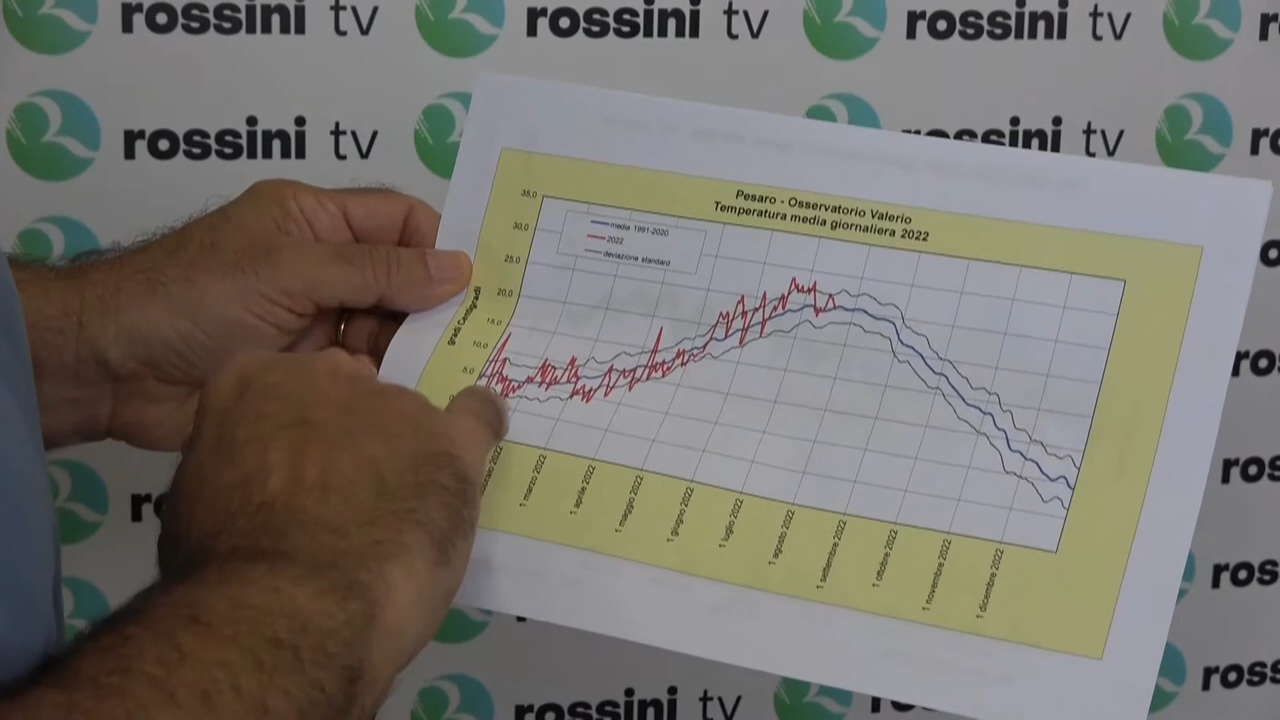 rossini tv
rossini tv
rossini tv
rossini tv
rossini tv
Pesaro - Osservatorio Valerio
Temperatura media giornaliera 2022
media 1991-2020
2022
deviazione standard
gradi Centigradi
35,0
30,0
25,0
20,0
15,0
10,0
5,0
1 marzo 2022
1 aprile 2022
1 maggio 2022
1 giugno 2022
1 luglio 2022
1 agosto 2022
1 settembre 2022
1 ottobre 2022
1 novembre 2022
1 dicembre 2022
rossini tv